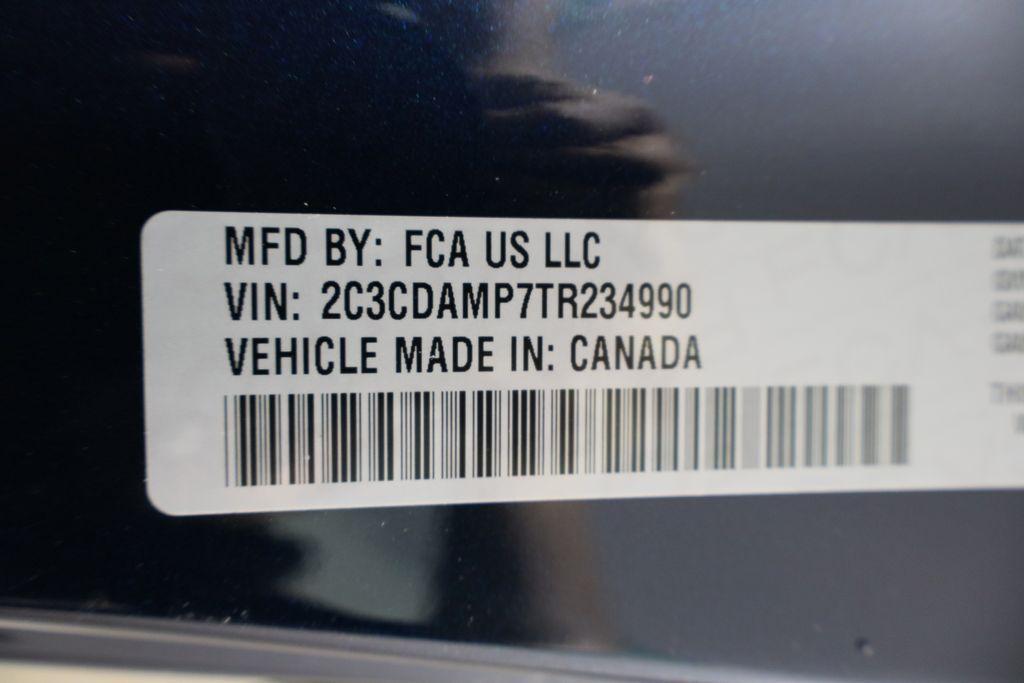 MFD BY: FCA US LLC
VIN: 2C3CDAMP7TR234990
VEHICLE MADE IN: CANADA